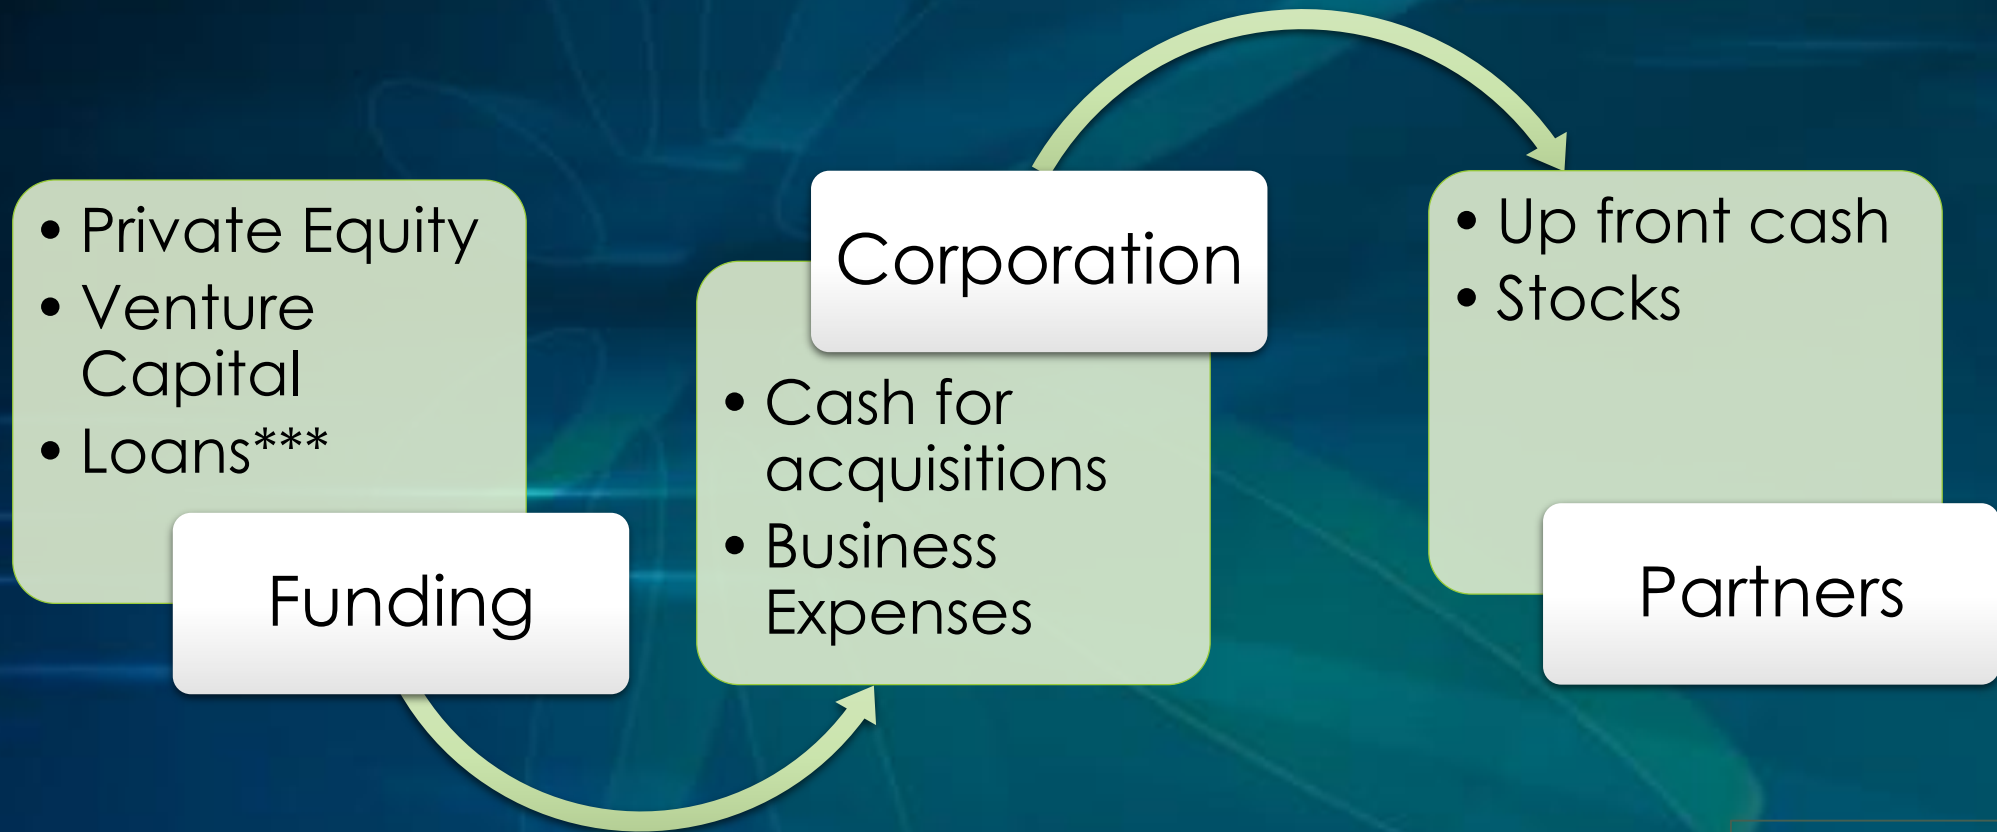 • Private Equity
• Venture
Capital
• Loans***
Funding
Corporation
• Cash for
acquisitions
• Business
Expenses
• Up front cash
• Stocks
Partners